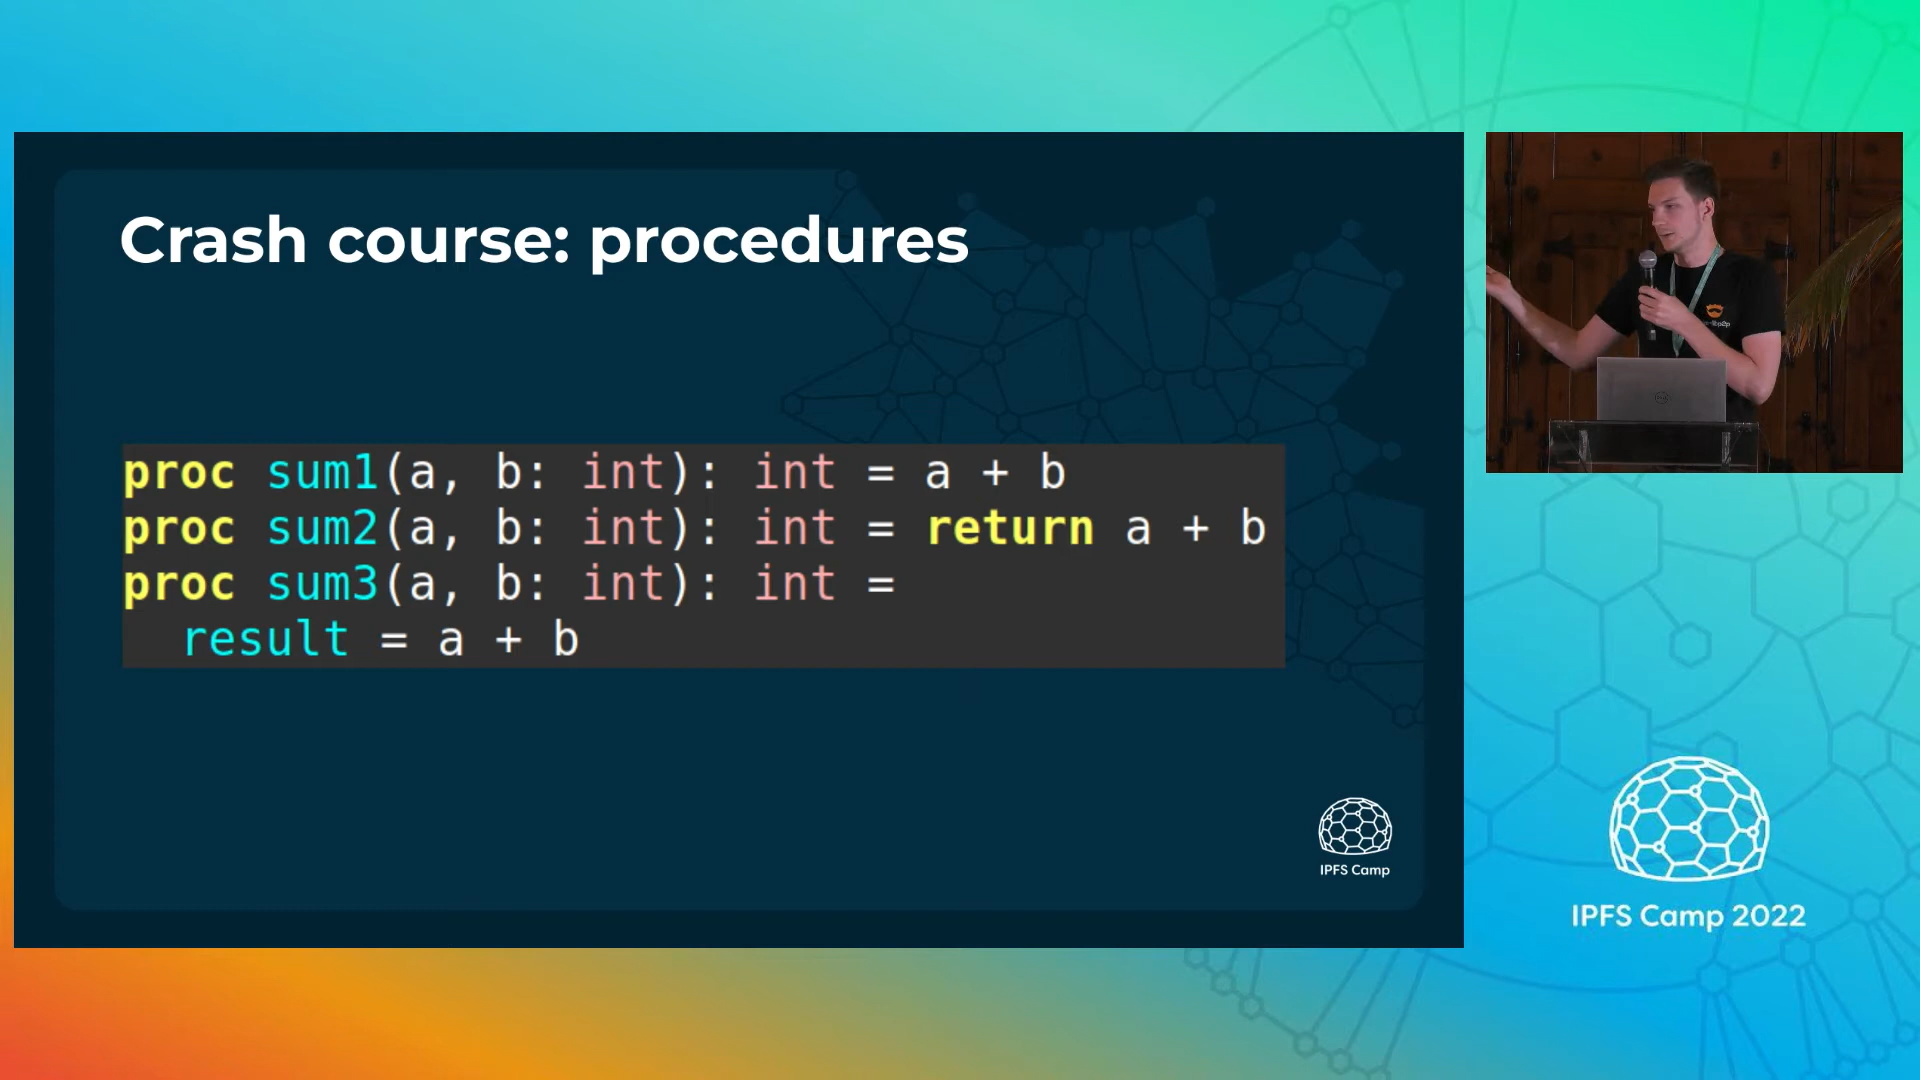 Crash course: procedures
proc sum1(a, b: int): int = a + b
proc sum2(a, b: int): int = return a + b
proc sum3(a, b: int): int =
  result = a + b
IPFS Camp
IPFS Camp 2022